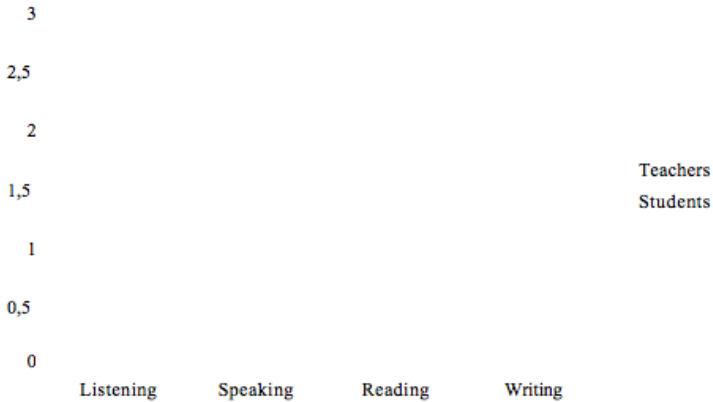 3
2,5
2
1,5
1
0,5
0
Listening Speaking Reading Writing
Teachers
Students